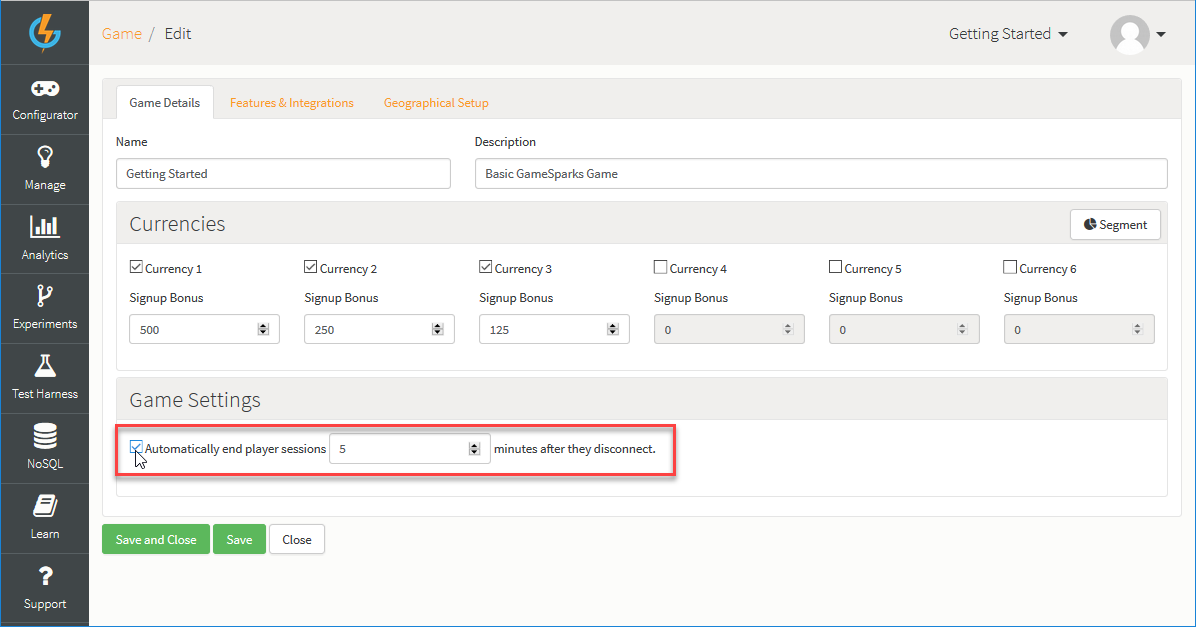 Game / Edit
Getting Started
Configurator
Manage
Analytics
Experiments
Test Harness
NoSQL
Learn
Support
Game Details
Features & Integrations
Geographical Setup
Name
Description
Getting Started
Basic GameSparks Game
Currencies
Segment
Currency 1
Currency 2
Currency 3
Currency 4
Currency 5
Currency 6
Signup Bonus
Signup Bonus
Signup Bonus
Signup Bonus
Signup Bonus
Signup Bonus
500
250
125
0
0
0
Game Settings
Automatically end player sessions 5 minutes after they disconnect.
Save and Close
Save
Close